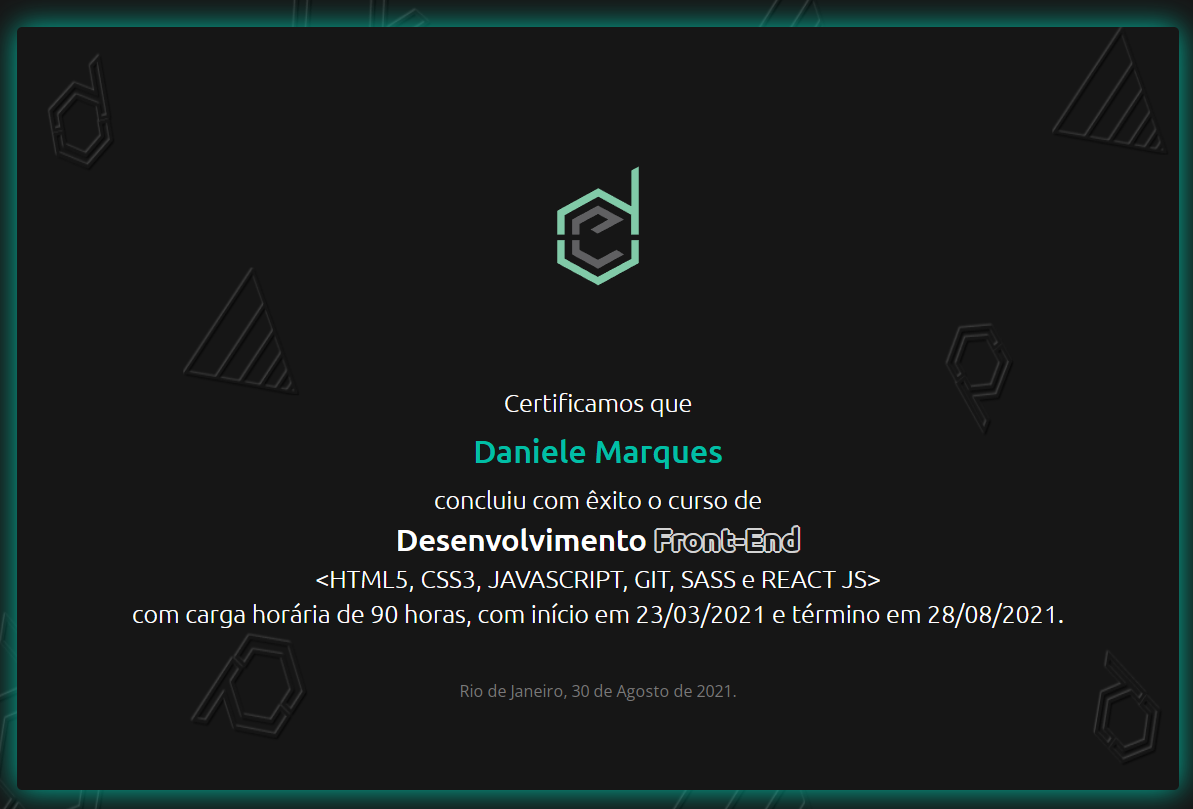 Certificamos que
Daniele Marques
concluiu com êxito o curso de
Desenvolvimento Front-End
<HTML5, CSS3, JAVASCRIPT, GIT, SASS e REACT JS>
com carga horária de 90 horas, com início em 23/03/2021 e término em 28/08/2021.
Rio de Janeiro, 30 de Agosto de 2021.